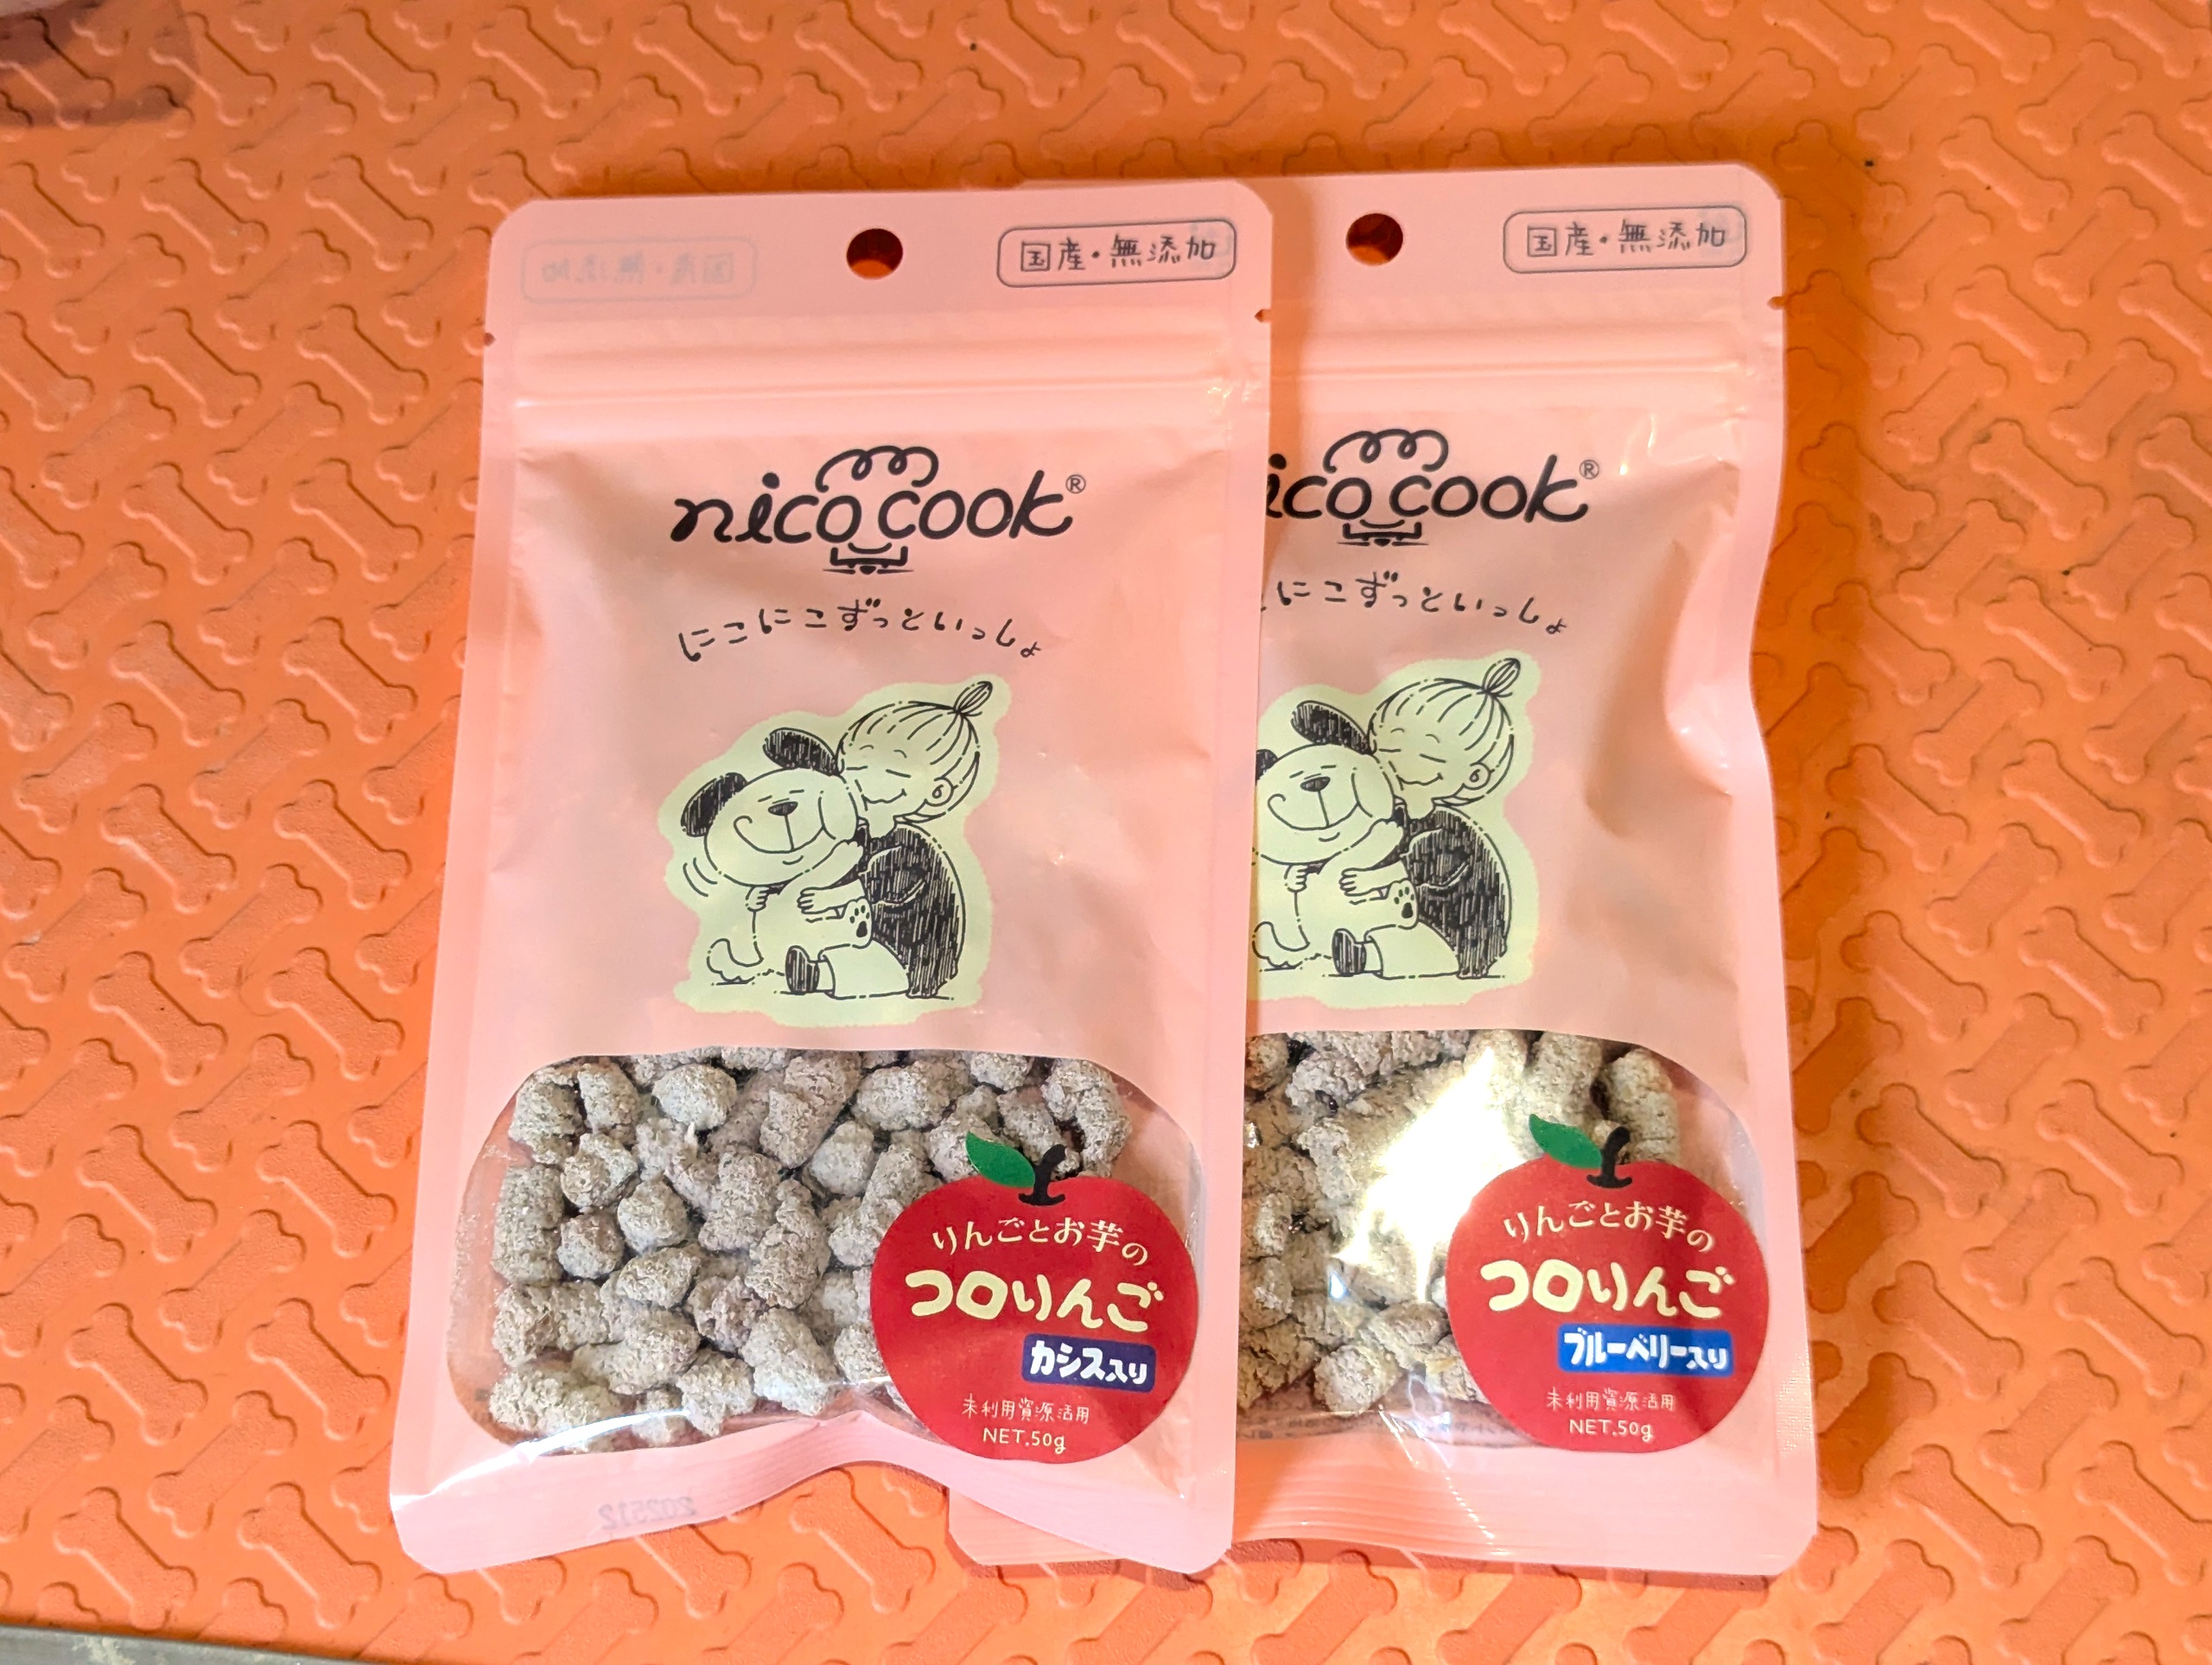 国産・無添加
nico cook®
にこにこずっといっしょ
りんごとお芋の
コロりんご
カシス入り
未利用資源活用
NET.50g
202512
国産・無添加
ico cook®
にこずっといっしょ
りんごとお芋の
コロりんご
ブルーベリー入り
未利用資源活用
NET.50g